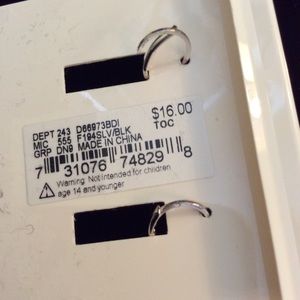 DEPT 243 D66973BDI
MIC 555 F194SLV/BLK
GRP DN9 MADE IN CHINA
$16.00
TOC
7 31076 74829 8
Warning: Not intended for children
age 14 and younger